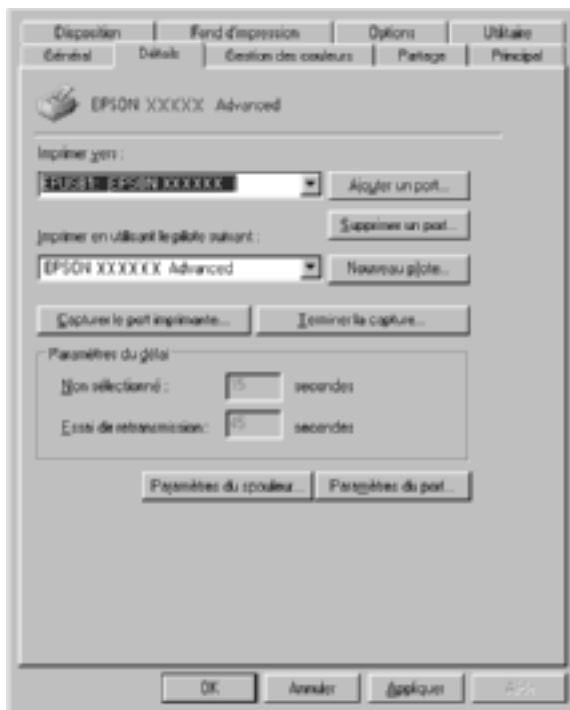 Disposition Fond d'impression Options Utilitaire
Général Détails Gestion des couleurs Partage Principal
EPSON XXXXX Advanced
Imprimer vers :
EPUSB1: EPSON XXXXXX Ajouter un port...
Supprimer un port...
Imprimer en utilisant le pilote suivant :
EPSON XXXXXX Advanced Nouveau pilote...
Capturer le port imprimante... Terminer la capture...
Paramètres du délai
Non sélectionné : 15 secondes
Essai de retransmission : 45 secondes
Paramètres du spouleur... Paramètres du port...
OK Annuler Appliquer Aide